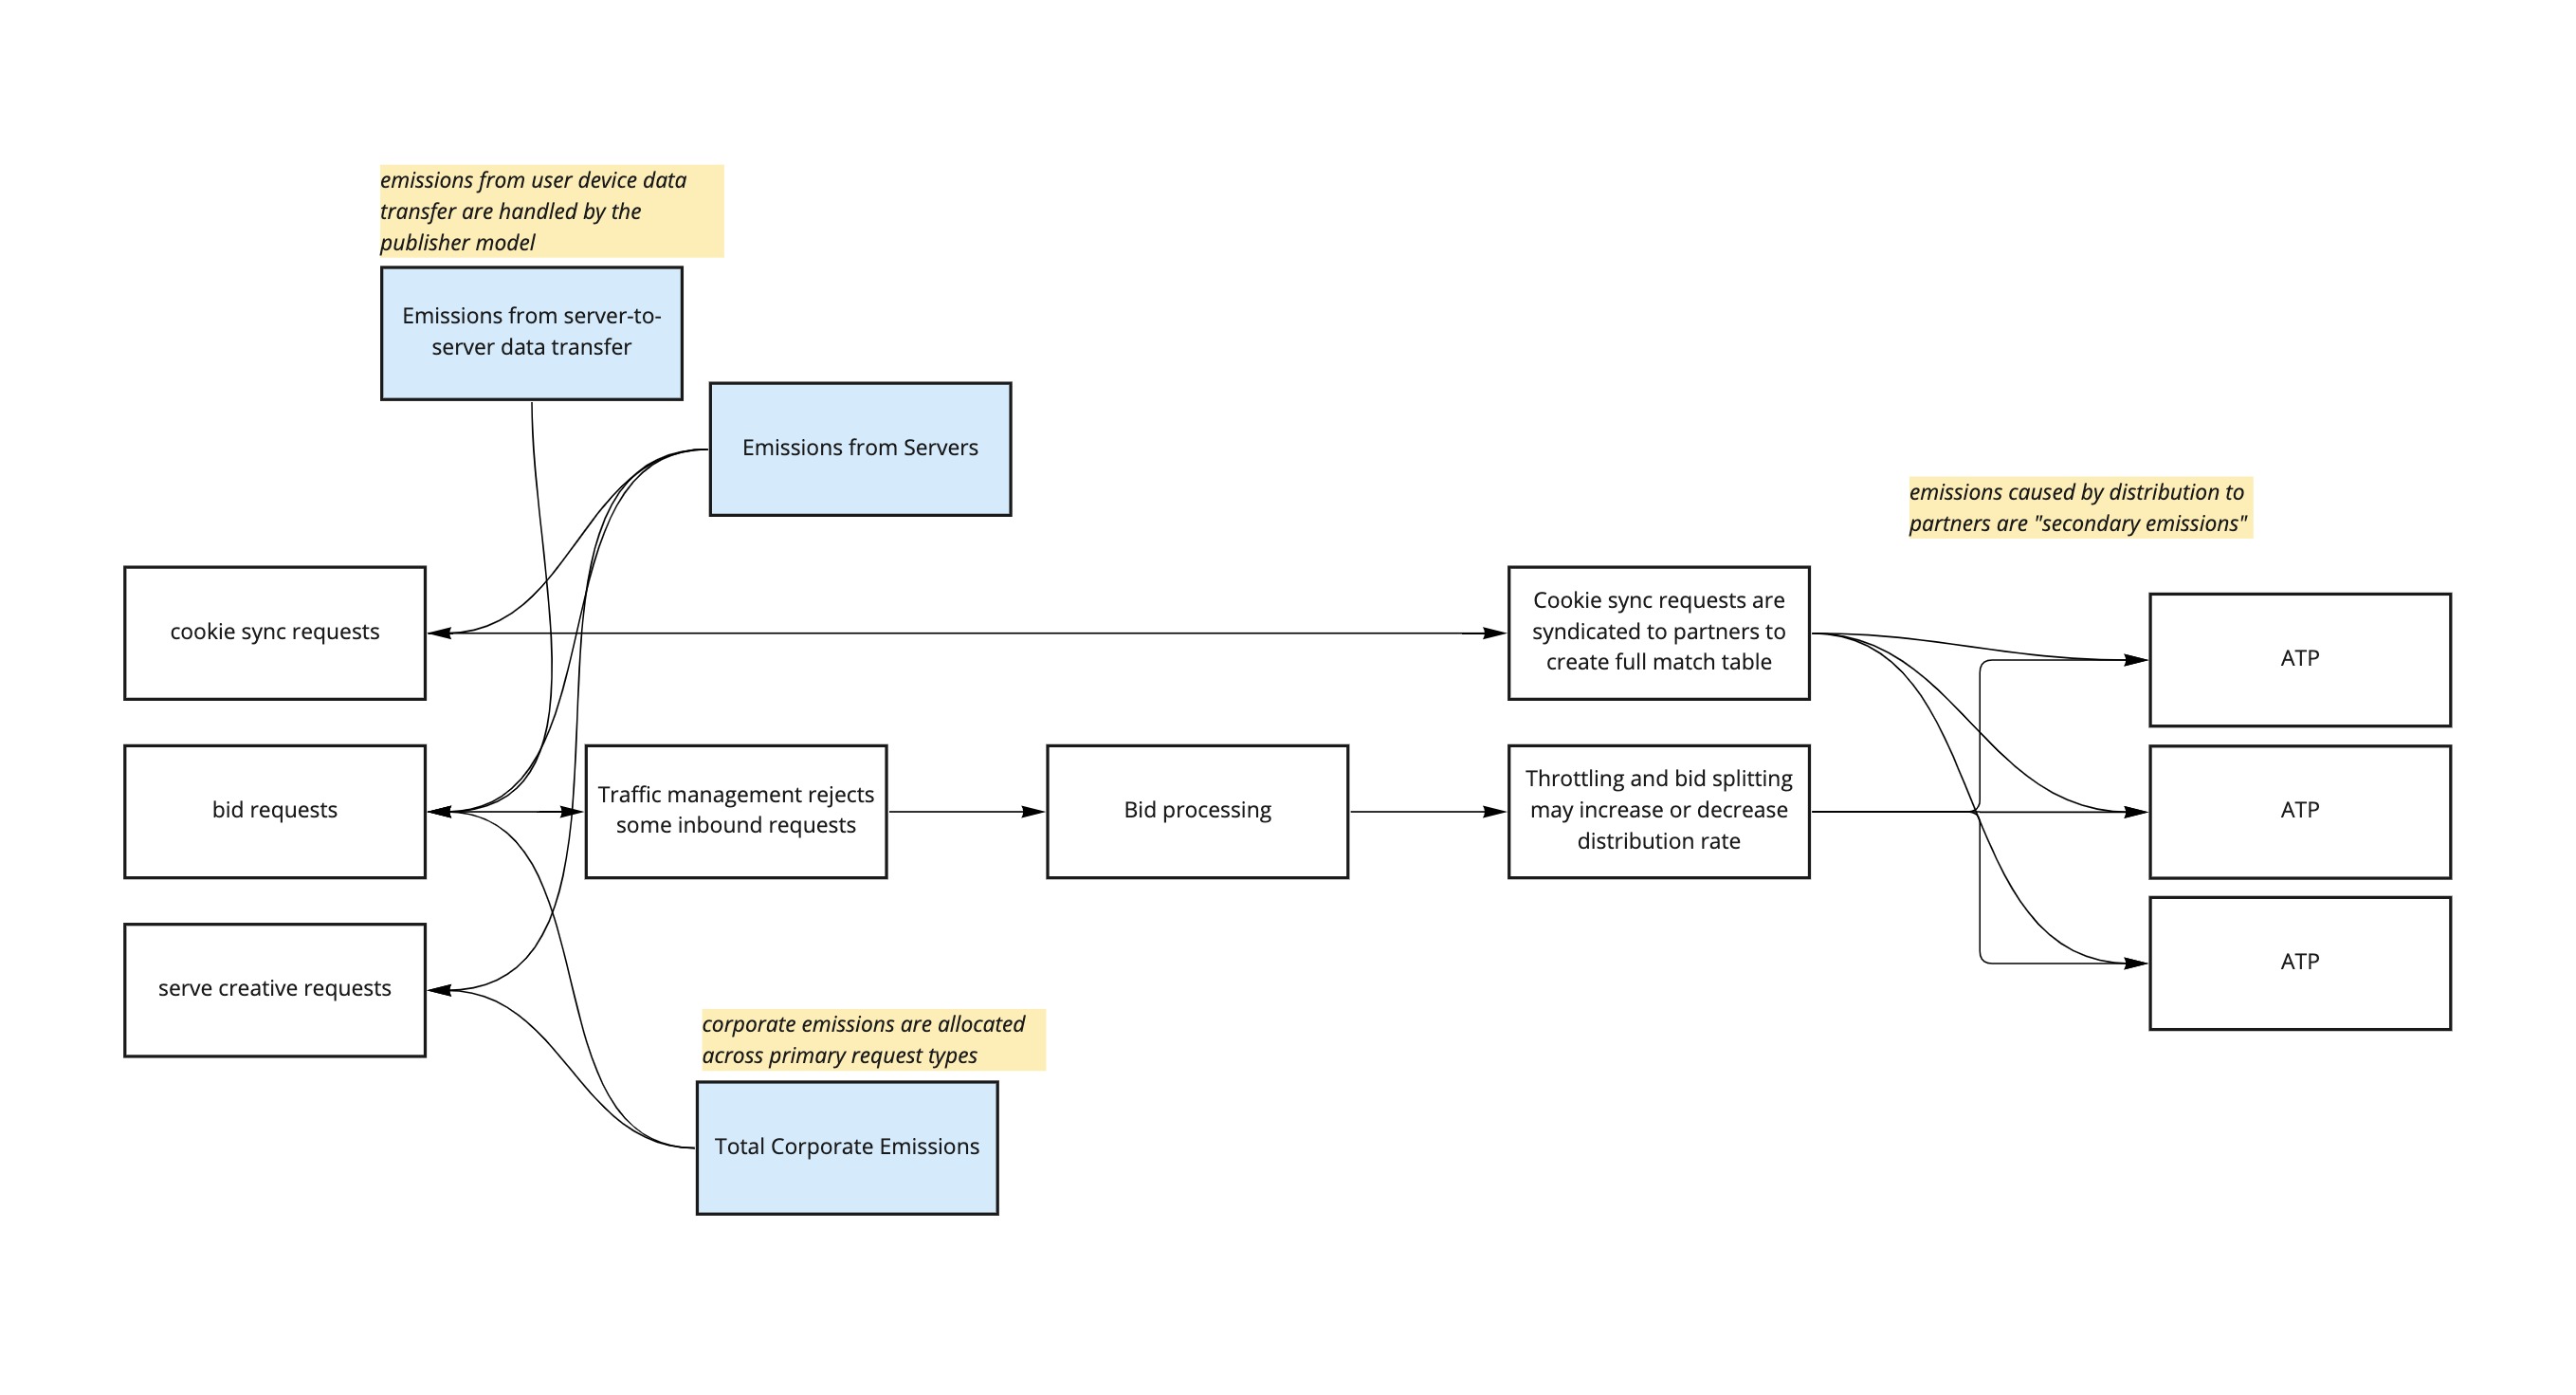 emissions from user device data
transfer are handled by the
publisher model
Emissions from server-to-
server data transfer
Emissions from Servers
emissions caused by distribution to
partners are "secondary emissions"
cookie sync requests
Cookie sync requests are
syndicated to partners to
create full match table
ATP
bid requests
Traffic management rejects
some inbound requests
Bid processing
Throttling and bid splitting
may increase or decrease
distribution rate
ATP
serve creative requests
ATP
corporate emissions are allocated
across primary request types
Total Corporate Emissions